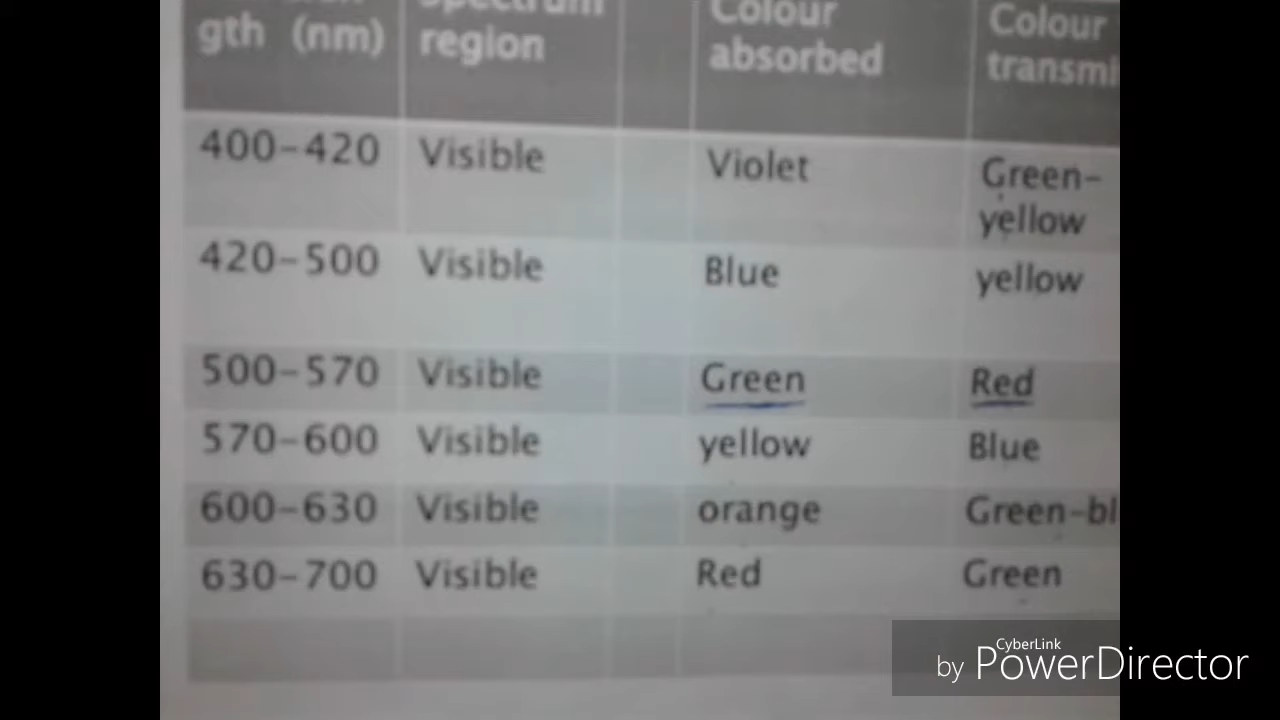 gth (nm) region absorbed
Colour
Colour
400-420 Visible Violet Green-
yellow
420-500 Visible Blue yellow
500-570 Visible Green Red
570-600 Visible yellow Blue
600-630 Visible orange Green-bl
630-700 Visible Red Green
CyberLink
by PowerDirector